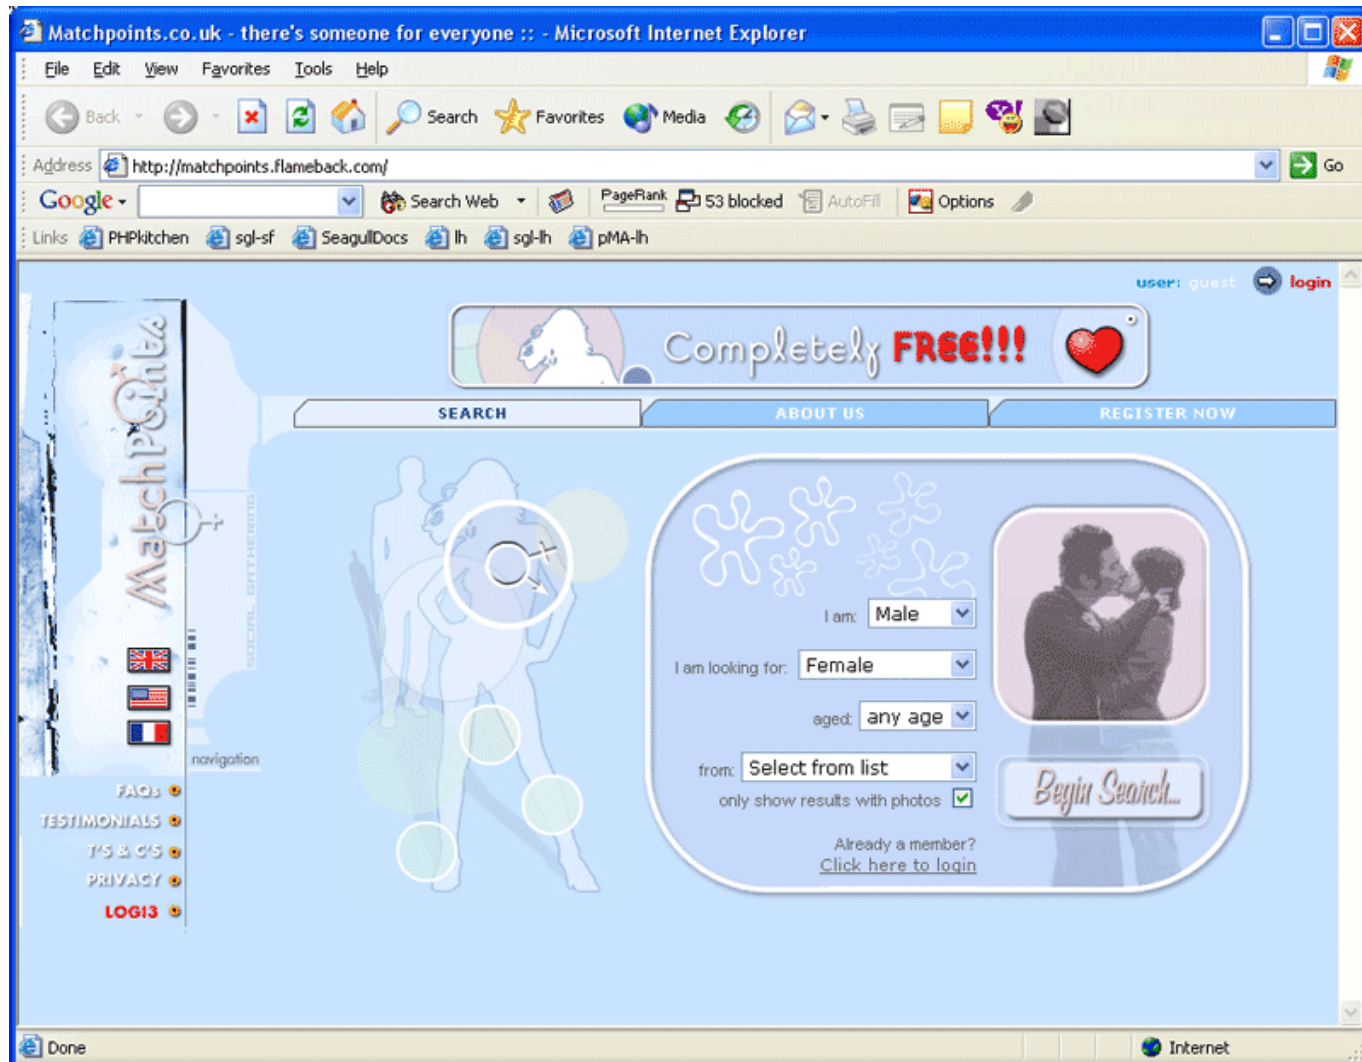 Matchpoints.co.uk - there's someone for everyone :: - Microsoft Internet Explorer
File Edit View Favorites Tools Help
Back Search Favorites Media
Address http://matchpoints.flameback.com/ Go
Google Search Web PageRank 53 blocked AutoFill Options
Links PHPkitchen sgl-sf SeagullDocs lh sgl-lh pMA-lh
user: guest login
Completely FREE!!!
SEARCH ABOUT US REGISTER NOW
MatchPoints
SOCIAL GATHERING
I am: Male
I am looking for: Female
aged: any age
from: Select from list
only show results with photos
Begin Search...
Already a member?
Click here to login
navigation
FAQs
TESTIMONIALS
T'S & C'S
PRIVACY
LOG13
Done Internet